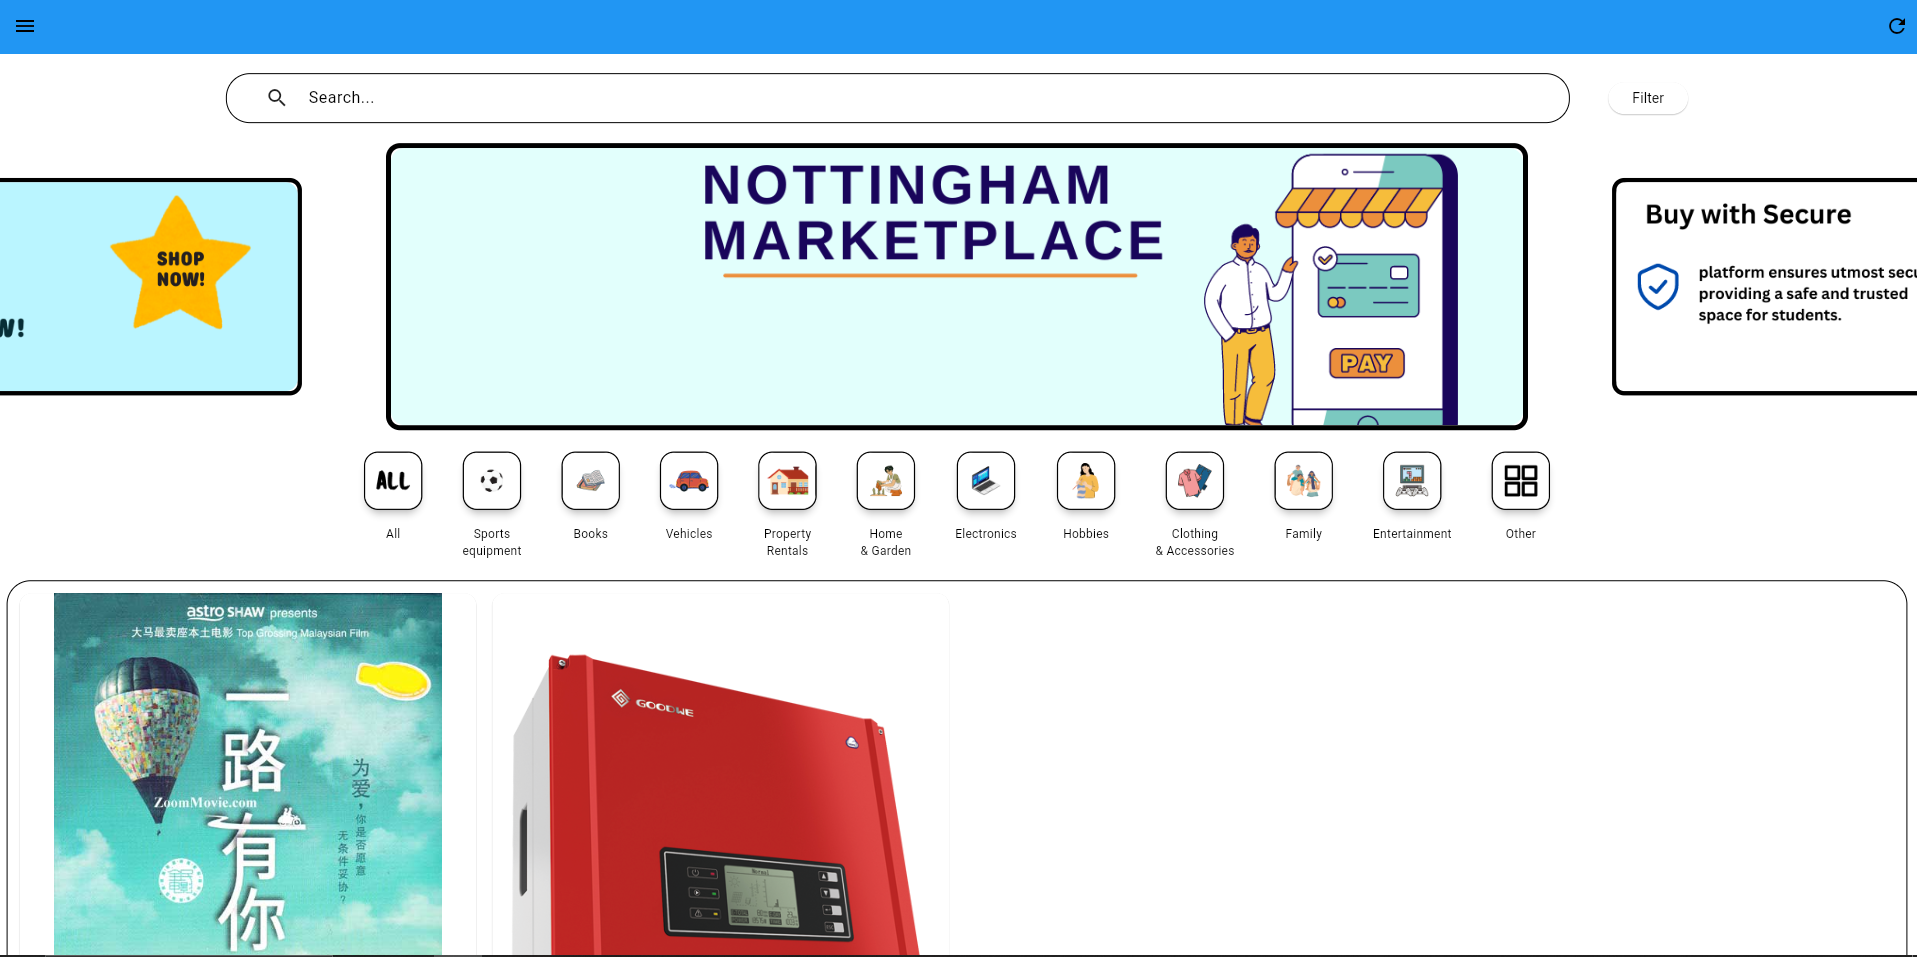 Search...
Filter
SHOP
NOW!
W!
NOTTINGHAM
MARKETPLACE
PAY
Buy with Secure
platform ensures utmost secu
providing a safe and trusted
space for students.
ALL
All
Sports
equipment
Books
Vehicles
Property
Rentals
Home
& Garden
Electronics
Hobbies
Clothing
& Accessories
Family
Entertainment
Other
astro SHAW presents
大马最卖座本土电影 Top Grossing Malaysian Film
一路有你
为爱，你是否愿意
无条件妥协？
ZoomMovie.com
GOODWE
Normal